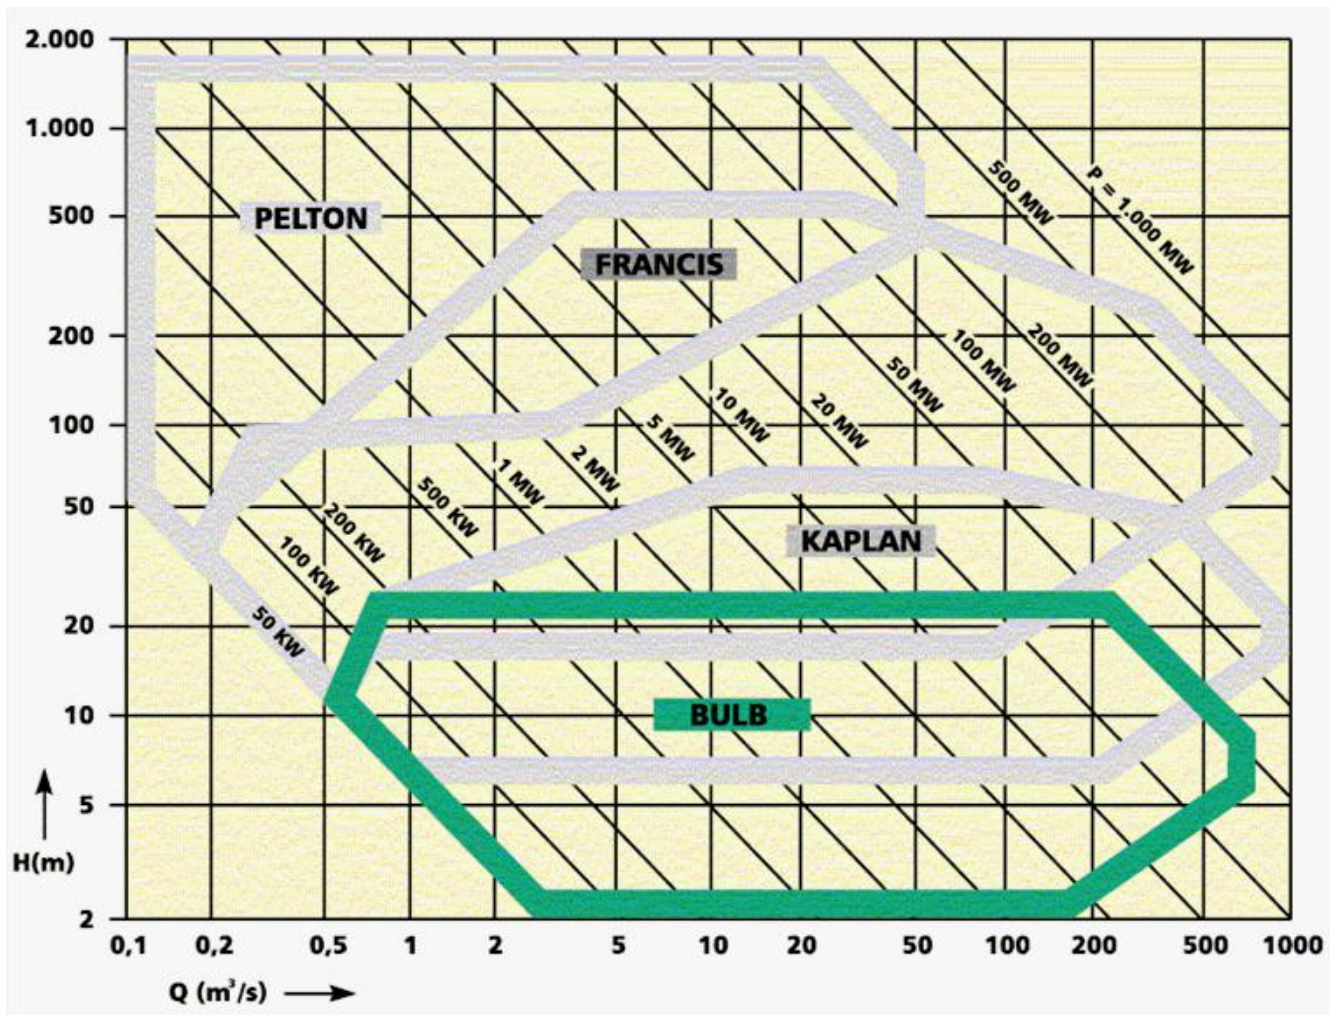 2.000
1.000
500
200
100
50
20
10
5
2
H(m)
PELTON
FRANCIS
KAPLAN
BULB
500 MW
P = 1.000 MW
50 MW
100 MW
200 MW
5 MW
10 MW
20 MW
500 KW
1 MW
2 MW
50 KW
100 KW
200 KW
0,1 0,2 0,5 1 2 5 10 20 50 100 200 500 1000
Q (m³/s)